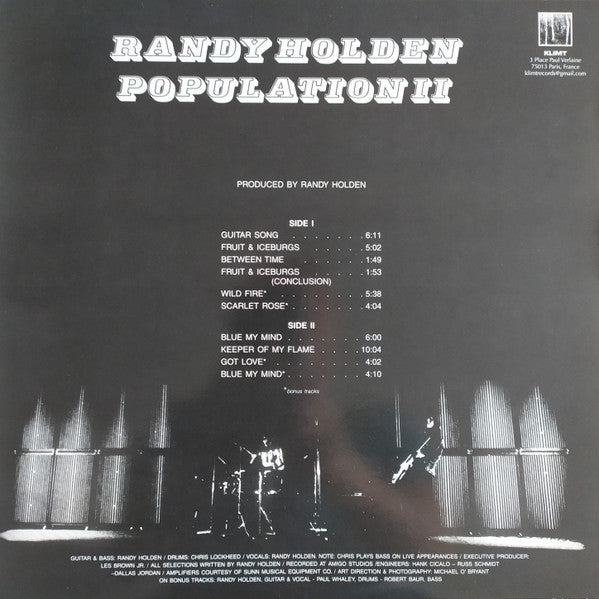 RANDY HOLDEN
POPULATION II
KLIMT
3 Place Paul Verlaine
75013 Paris, France
klimtrecords@gmail.com
PRODUCED BY RANDY HOLDEN
SIDE I
GUITAR SONG . . . . . . . 6:11
FRUIT & ICEBURGS . . . . . 5:02
BETWEEN TIME . . . . . . . 1:49
FRUIT & ICEBURGS . . . . . 1:53
(CONCLUSION)
WILD FIRE* . . . . . . . . 5:38
SCARLET ROSE* . . . . . . . 4:04
SIDE II
BLUE MY MIND . . . . . . . 6:00
KEEPER OF MY FLAME . . . . 10:04
GOT LOVE* . . . . . . . . 4:02
BLUE MY MIND* . . . . . . . 4:10
*bonus tracks
GUITAR & BASS: RANDY HOLDEN / DRUMS: CHRIS LOCKHEED / VOCALS: RANDY HOLDEN. NOTE: CHRIS PLAYS BASS ON LIVE APPEARANCES / EXECUTIVE PRODUCER:
LES BROWN JR. / ALL SELECTIONS WRITTEN BY RANDY HOLDEN / RECORDED AT AMIGO STUDIOS /ENGINEERS: HANK CICALO – RUSS SCHMIDT
–DALLAS JORDAN / AMPLIFIERS COURTESY OF SUNN MUSICAL EQUIPMENT CO. / ART DIRECTION & PHOTOGRAPHY: MICHAEL O' BRYANT
ON BONUS TRACKS: RANDY HOLDEN, GUITAR & VOCAL - PAUL WHALEY, DRUMS - ROBERT BAUR, BASS